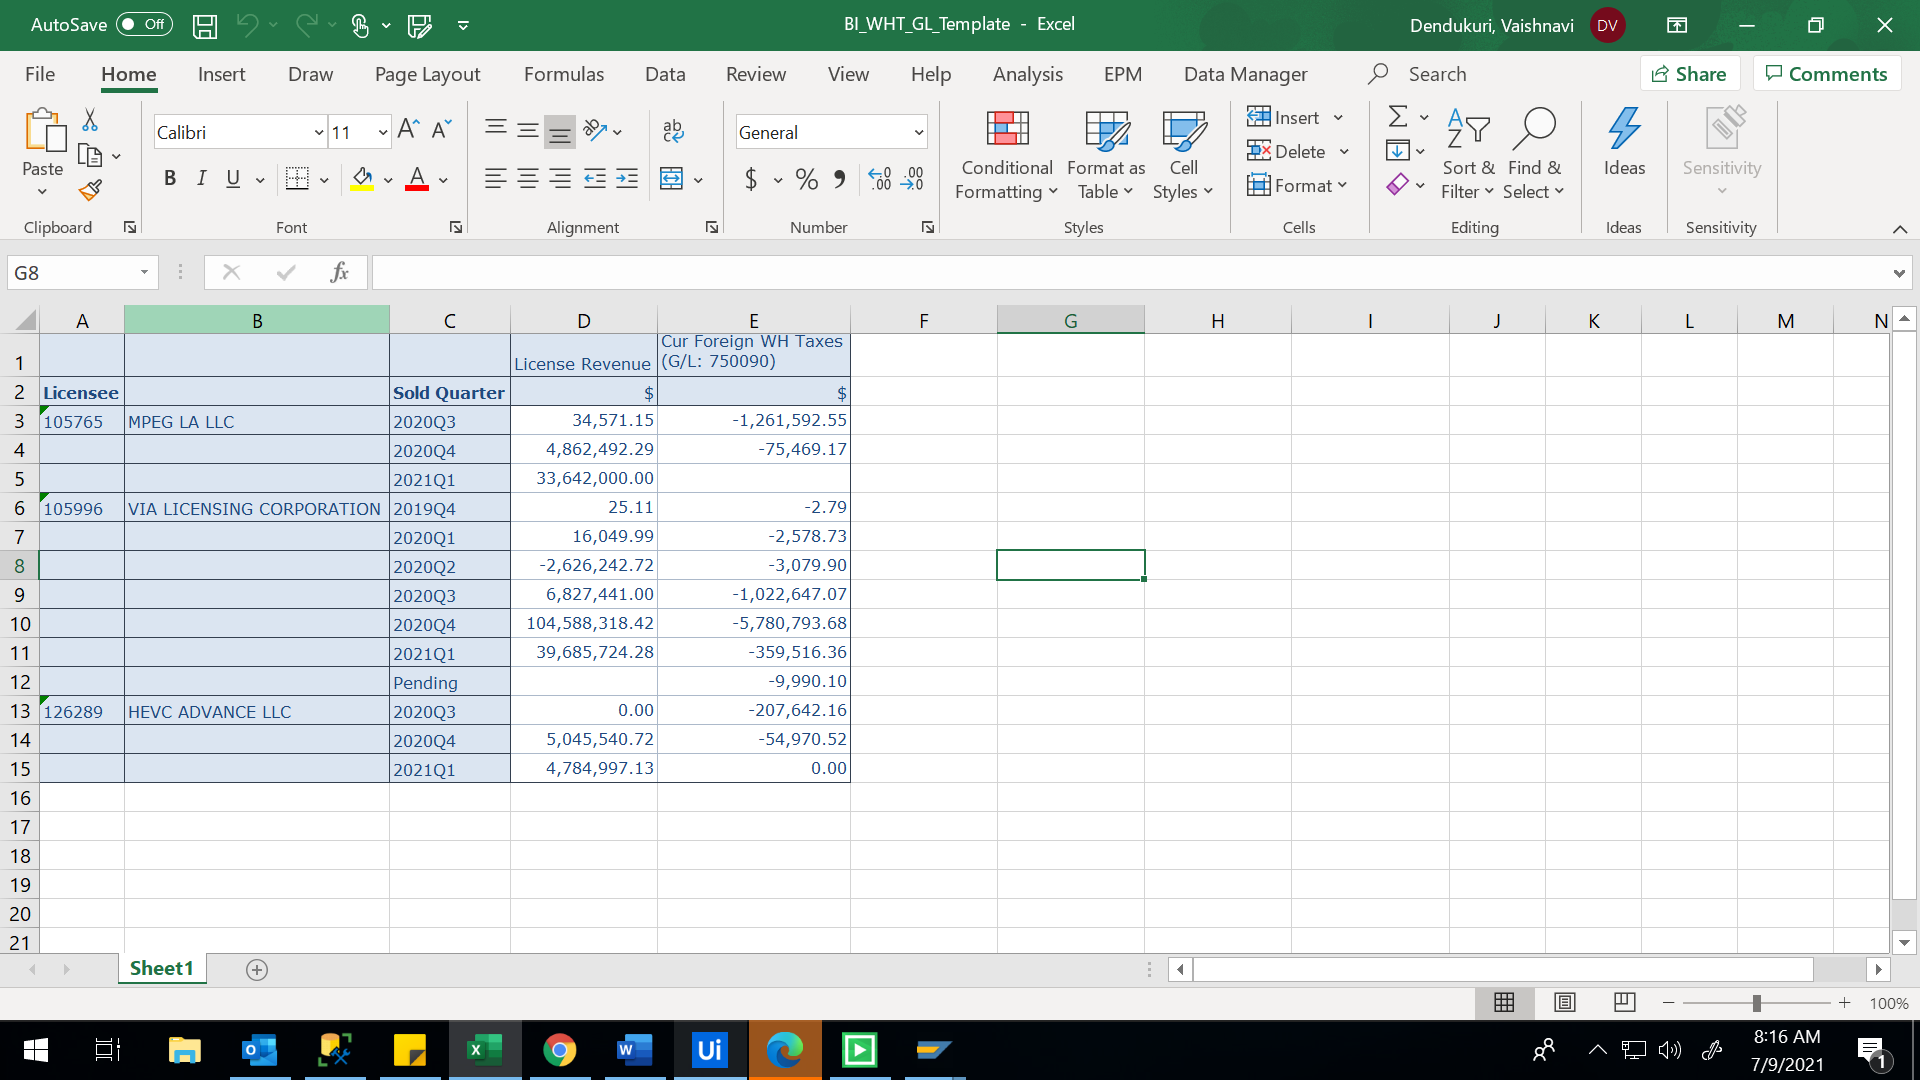 AutoSave Off BI_WHT_GL_Template - Excel Dendukuri, Vaishnavi DV
File Home Insert Draw Page Layout Formulas Data Review View Help Analysis EPM Data Manager Search Share Comments
Calibri 11 General
Paste
Conditional Formatting
Format as Table
Cell Styles
Insert
Delete
Format
Sort & Filter
Find & Select
Ideas
Sensitivity
Clipboard Font Alignment Number Styles Cells Editing Ideas Sensitivity
G8 fx
A B C D E F G H I J K L M N
1 License Revenue Cur Foreign WH Taxes (G/L: 750090)
2 Licensee Sold Quarter $ $
3 105765 MPEG LA LLC 2020Q3 34,571.15 -1,261,592.55
4 2020Q4 4,862,492.29 -75,469.17
5 2021Q1 33,642,000.00
6 105996 VIA LICENSING CORPORATION 2019Q4 25.11 -2.79
7 2020Q1 16,049.99 -2,578.73
8 2020Q2 -2,626,242.72 -3,079.90
9 2020Q3 6,827,441.00 -1,022,647.07
10 2020Q4 104,588,318.42 -5,780,793.68
11 2021Q1 39,685,724.28 -359,516.36
12 Pending -9,990.10
13 126289 HEVC ADVANCE LLC 2020Q3 0.00 -207,642.16
14 2020Q4 5,045,540.72 -54,970.52
15 2021Q1 4,784,997.13 0.00
16
17
18
19
20
21
Sheet1
100%
8:16 AM
7/9/2021
1